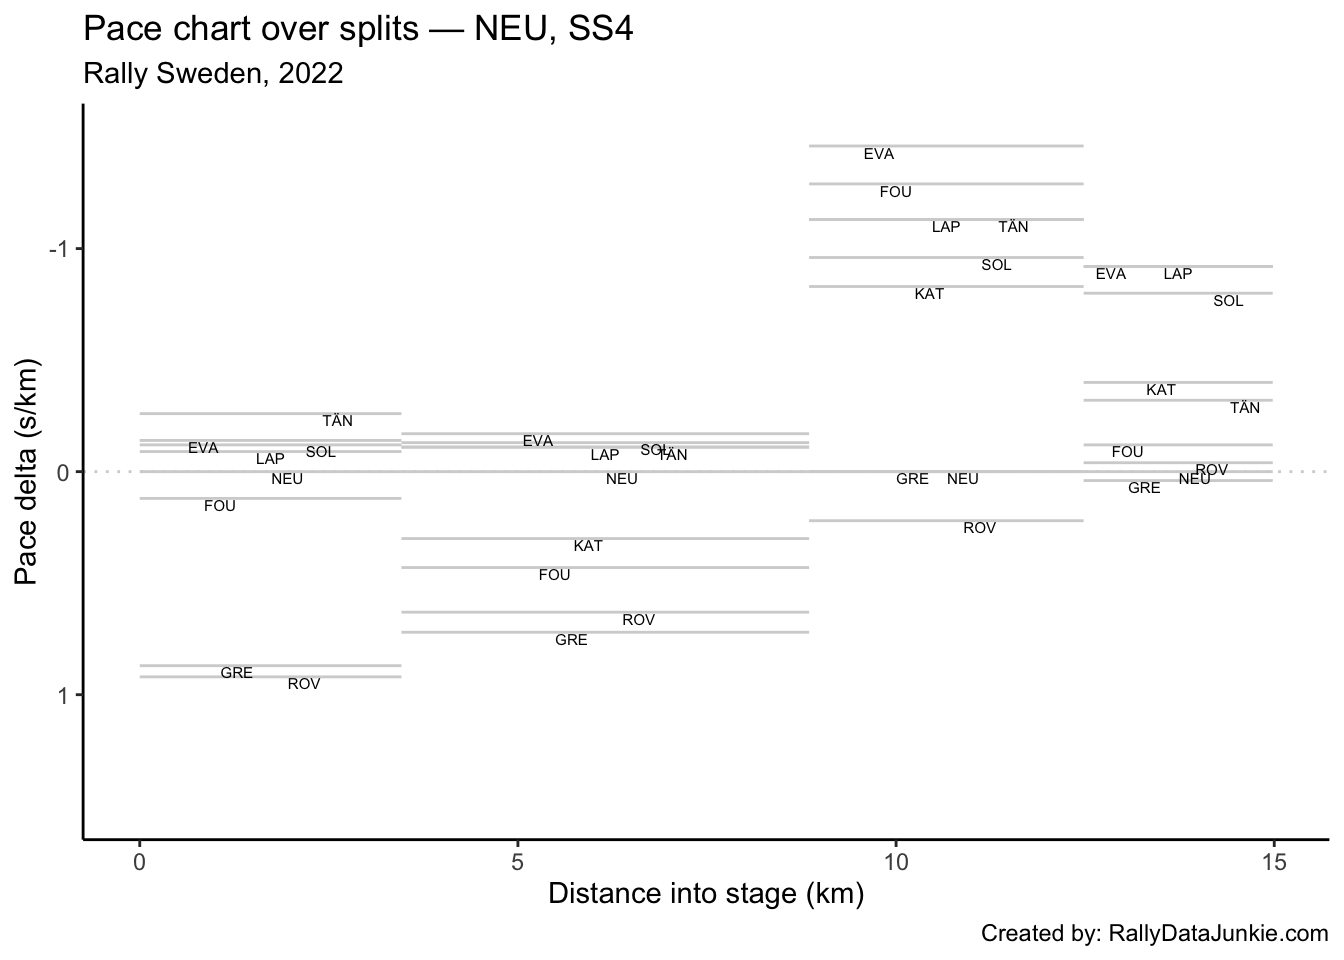 Pace chart over splits — NEU, SS4
Rally Sweden, 2022
Pace delta (s/km)
-1
0
1
EVA
FOU
LAP TÄN
SOL
KAT
EVA LAP
SOL
KAT
TÄN
FOU
ROV
NEU
GRE
TÄN
EVA
SOL
LAP
NEU
FOU
GRE
ROV
EVA
SOL
LAP
TÄN
NEU
KAT
FOU
ROV
GRE
GRE NEU
ROV
0 5 10 15
Distance into stage (km)
Created by: RallyDataJunkie.com